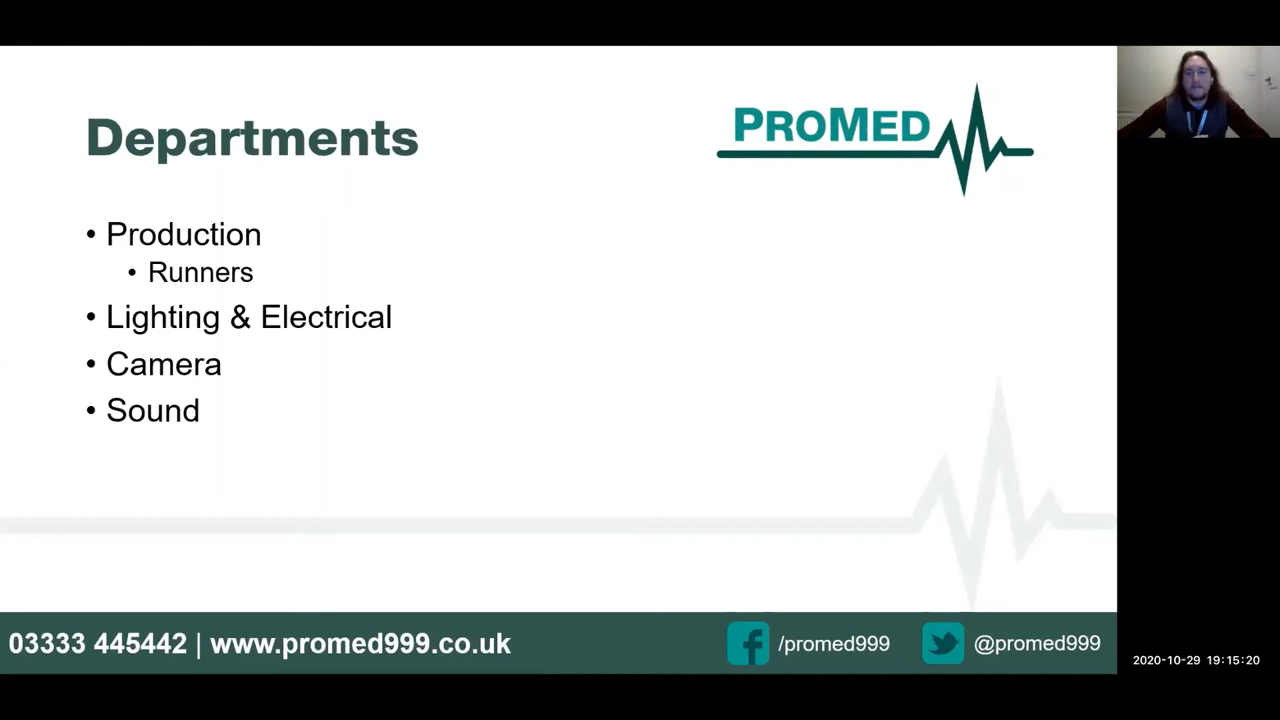 Departments
PROMED
• Production
• Runners
• Lighting & Electrical
• Camera
• Sound
03333 445442 | www.promed999.co.uk
/promed999
@promed999
2020-10-29 19:15:20